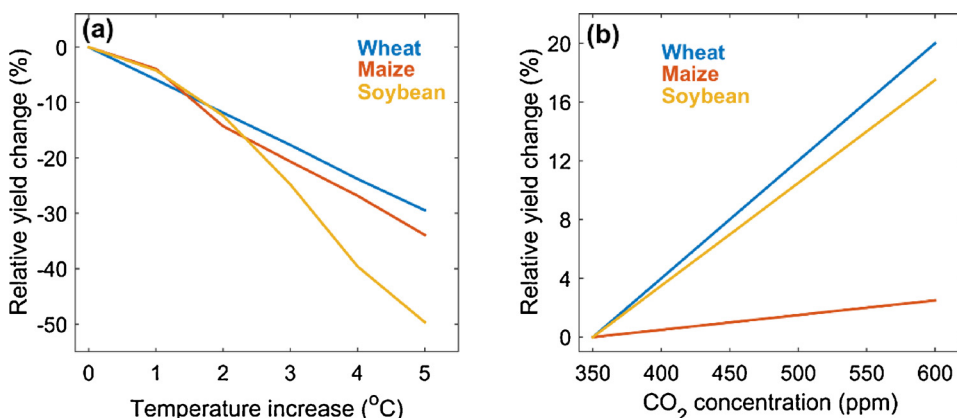 (a)
Wheat
Maize
Soybean
Relative yield change (%)
0
-10
-20
-30
-40
-50
0 1 2 3 4 5
Temperature increase (°C)
(b)
Wheat
Maize
Soybean
Relative yield change (%)
20
16
12
8
4
0
350 400 450 500 550 600
CO₂ concentration (ppm)